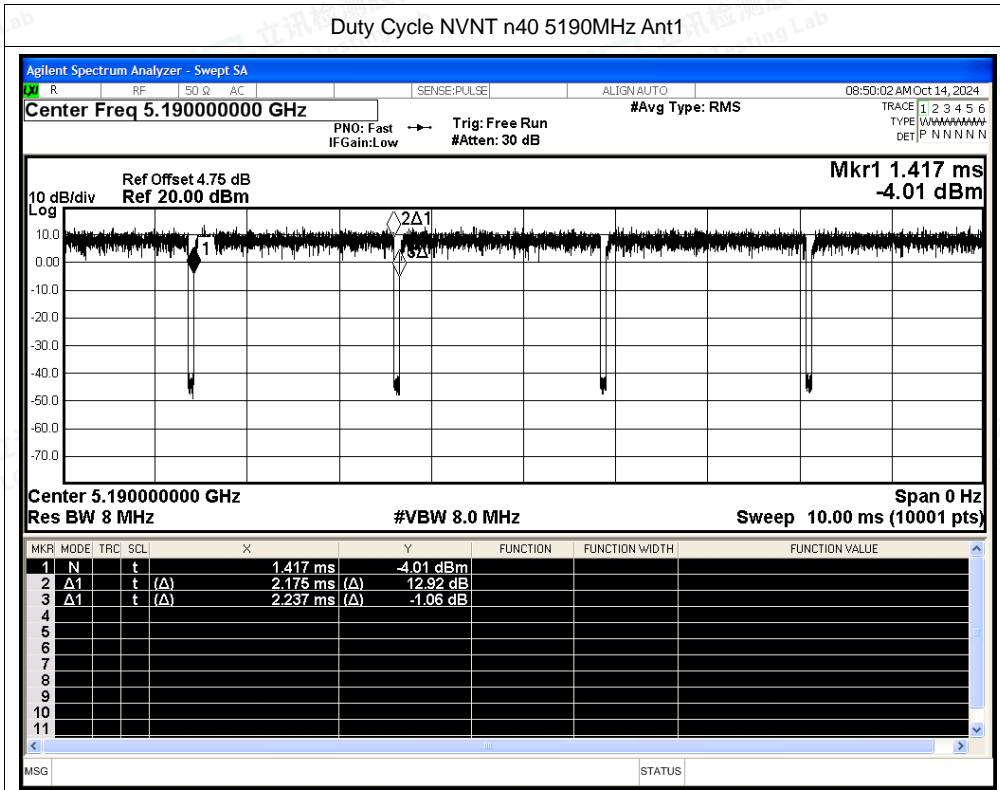 Duty Cycle NVNT n40 5190MHz Ant1
Agilent Spectrum Analyzer - Swept SA
LXI R RF 50 Ω AC SENSE:PULSE ALIGN AUTO 08:50:02 AM Oct 14, 2024
Center Freq 5.190000000 GHz #Avg Type: RMS TRACE 1 2 3 4 5 6
PNO: Fast Trig: Free Run TYPE WWWWWW
IFGain:Low #Atten: 30 dB DET P N N N N N
Mkr1 1.417 ms
Ref Offset 4.75 dB
10 dB/div Ref 20.00 dBm -4.01 dBm
Log
2Δ1
10.0
1
3Δ1
0.00
-10.0
-20.0
-30.0
-40.0
-50.0
-60.0
-70.0
Center 5.190000000 GHz Span 0 Hz
Res BW 8 MHz #VBW 8.0 MHz Sweep 10.00 ms (10001 pts)
MKR MODE TRC SCL X Y FUNCTION FUNCTION WIDTH FUNCTION VALUE
1 N t 1.417 ms -4.01 dBm
2 Δ1 t (Δ) 2.175 ms (Δ) 12.92 dB
3 Δ1 t (Δ) 2.237 ms (Δ) -1.06 dB
4
5
6
7
8
9
10
11
MSG STATUS